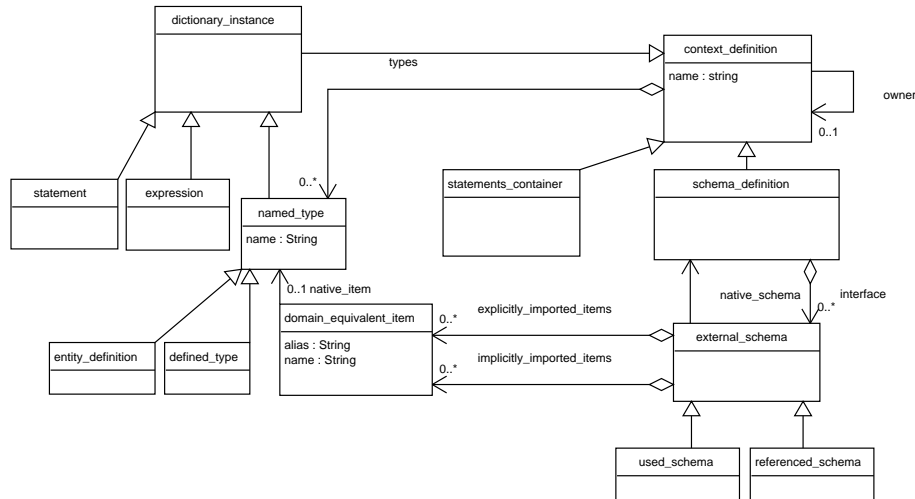 dictionary_instance
context_definition
types
name : string
owner
0..1
statement
expression
0..*
statements_container
schema_definition
named_type
name : String
0..1 native_item
native_schema
interface
0..*
domain_equivalent_item
0..*
explicitly_imported_items
external_schema
alias : String
name : String
entity_definition
defined_type
0..*
implicitly_imported_items
used_schema
referenced_schema